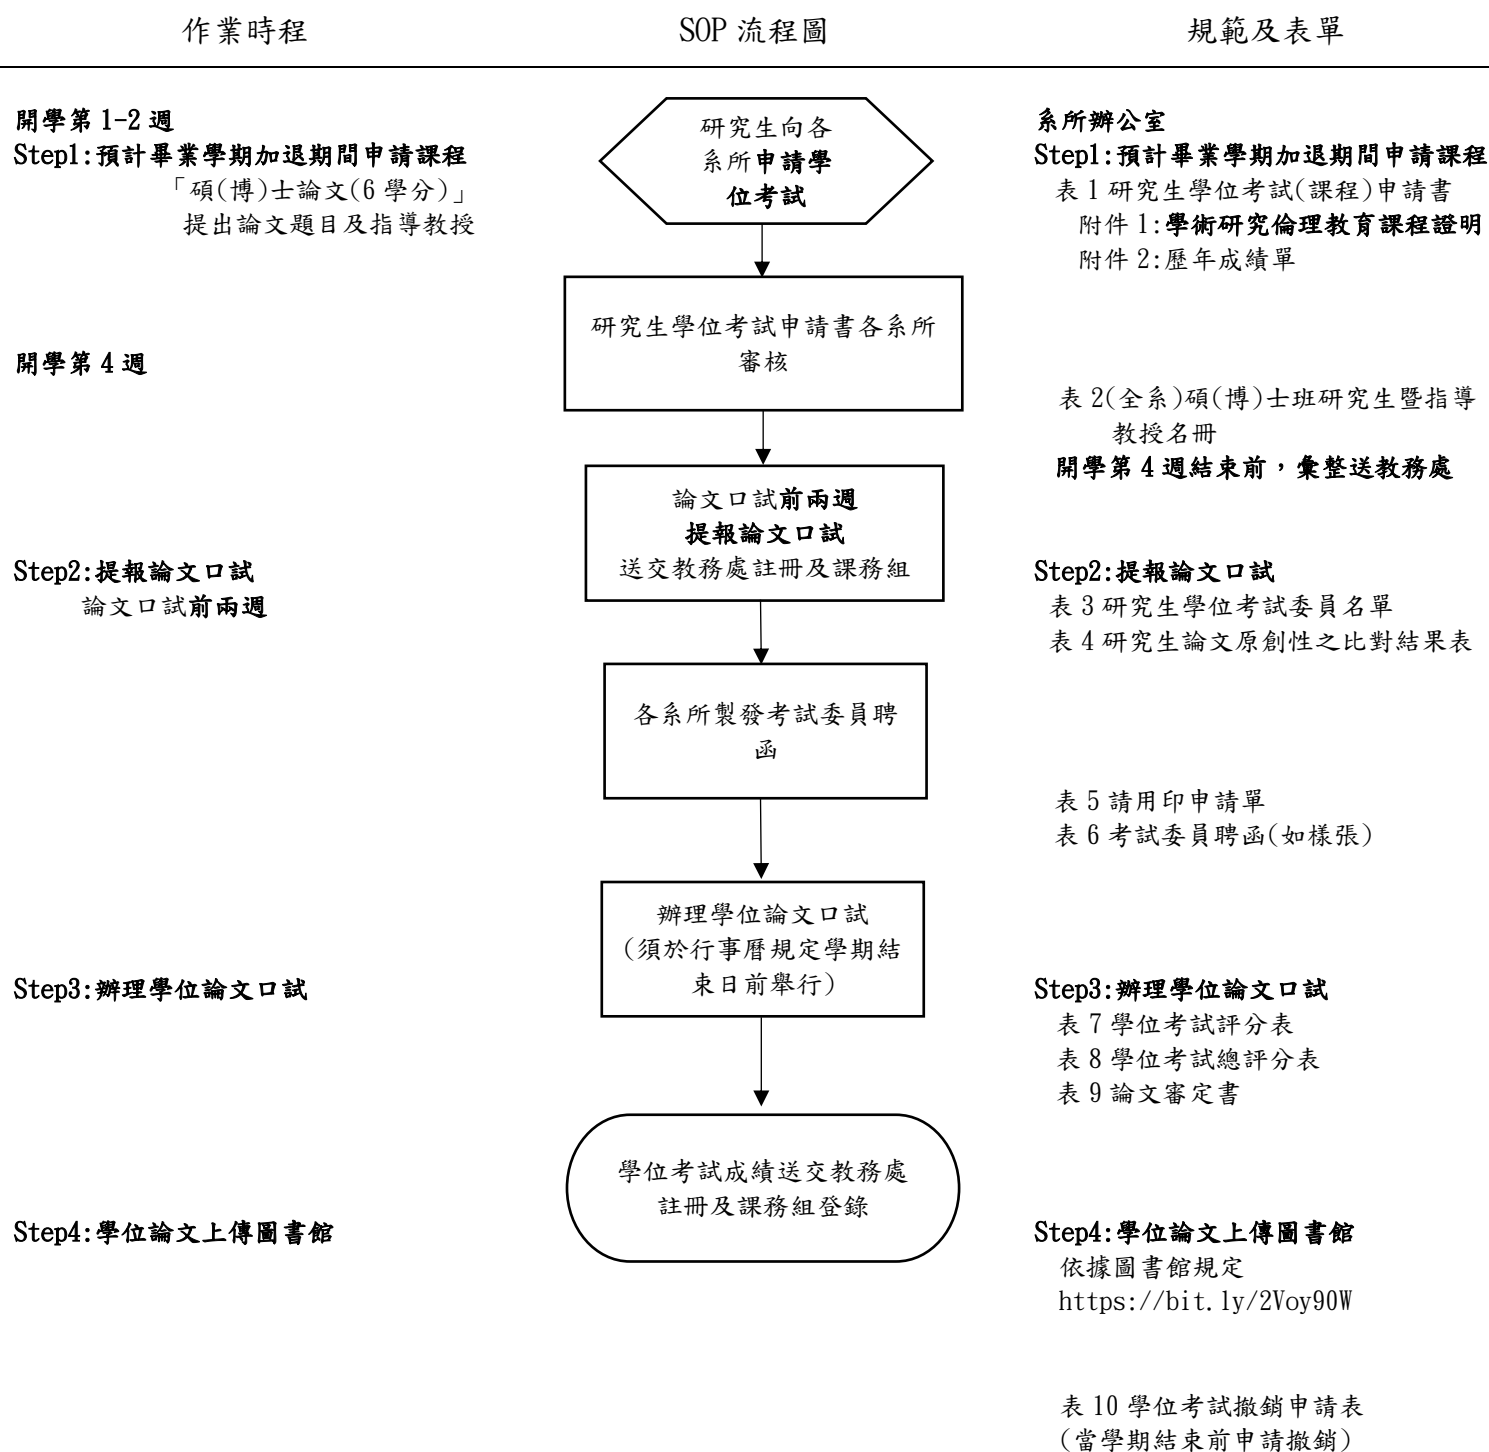 作業時程
SOP 流程圖
規範及表單
開學第 1-2 週
Step1:預計畢業學期加退期間申請課程
「碩(博)士論文(6 學分)」
提出論文題目及指導教授
開學第 4 週
Step2:提報論文口試
論文口試前兩週
Step3:辦理學位論文口試
Step4:學位論文上傳圖書館
研究生向各
系所申請學
位考試
研究生學位考試申請書各系所
審核
論文口試前兩週
提報論文口試
送交教務處註冊及課務組
各系所製發考試委員聘
函
辦理學位論文口試
(須於行事曆規定學期結
束日前舉行)
學位考試成績送交教務處
註冊及課務組登錄
系所辦公室
Step1:預計畢業學期加退期間申請課程
表 1 研究生學位考試(課程)申請書
附件 1:學術研究倫理教育課程證明
附件 2:歷年成績單
表 2(全系)碩(博)士班研究生暨指導
教授名冊
開學第 4 週結束前，彙整送教務處
Step2:提報論文口試
表 3 研究生學位考試委員名單
表 4 研究生論文原創性之比對結果表
表 5 請用印申請單
表 6 考試委員聘函(如樣張)
Step3:辦理學位論文口試
表 7 學位考試評分表
表 8 學位考試總評分表
表 9 論文審定書
Step4:學位論文上傳圖書館
依據圖書館規定
https://bit.ly/2Voy90W
表 10 學位考試撤銷申請表
(當學期結束前申請撤銷)